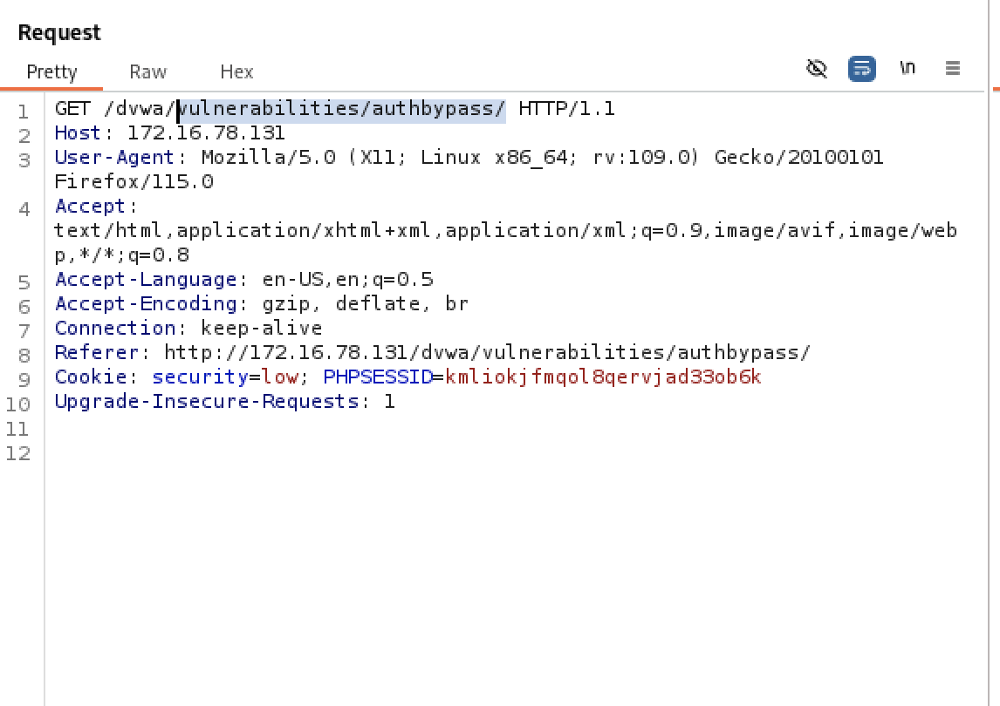 Request
Pretty Raw Hex
\n
1 GET /dvwa/vulnerabilities/authbypass/ HTTP/1.1
2 Host: 172.16.78.131
3 User-Agent: Mozilla/5.0 (X11; Linux x86_64; rv:109.0) Gecko/20100101
Firefox/115.0
4 Accept:
text/html,application/xhtml+xml,application/xml;q=0.9,image/avif,image/web
p,*/*;q=0.8
5 Accept-Language: en-US,en;q=0.5
6 Accept-Encoding: gzip, deflate, br
7 Connection: keep-alive
8 Referer: http://172.16.78.131/dvwa/vulnerabilities/authbypass/
9 Cookie: security=low; PHPSESSID=kmliokjfmqol8qervjad33ob6k
10 Upgrade-Insecure-Requests: 1
11
12